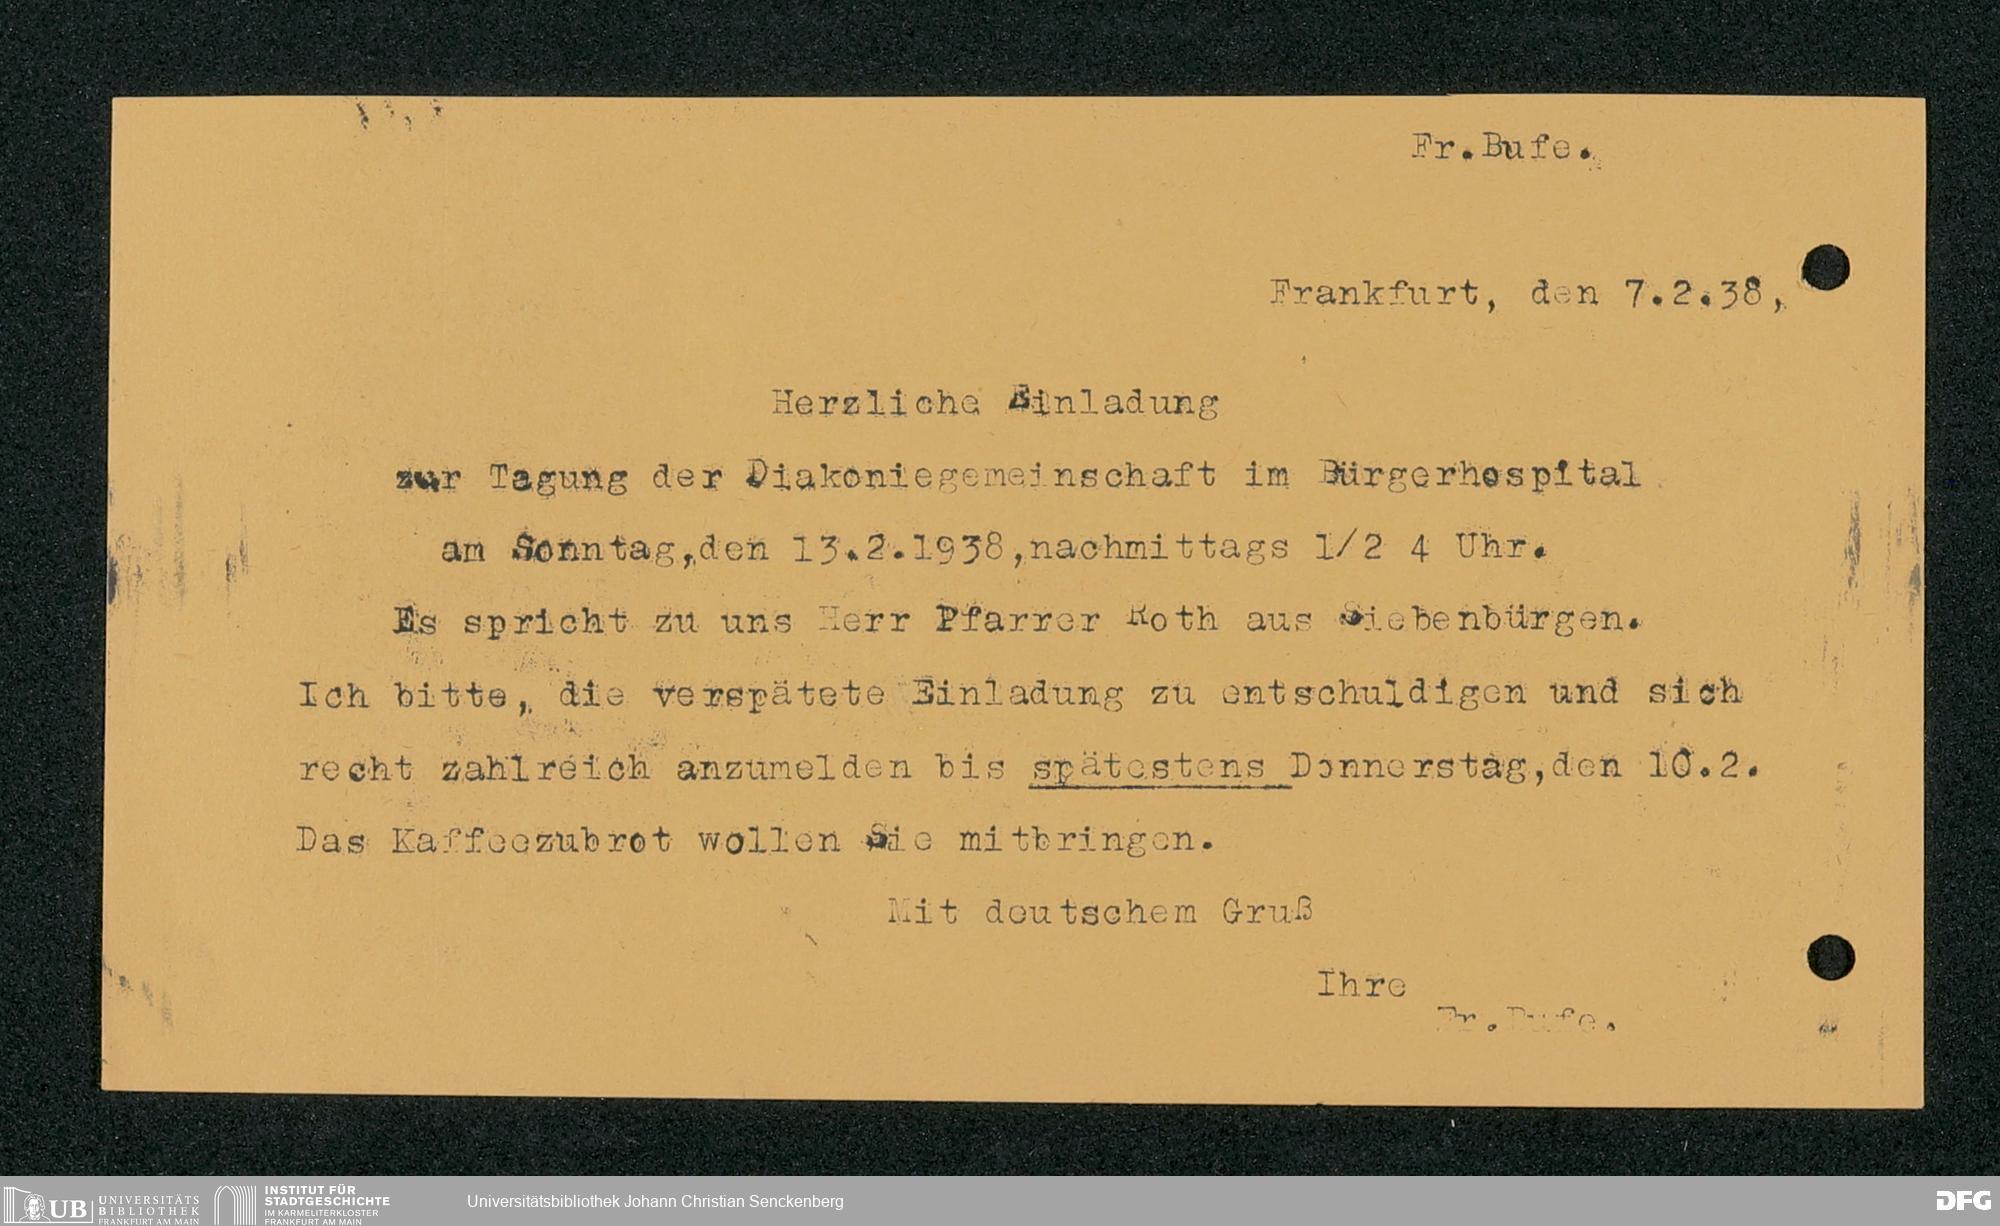 Fr.Bufe.
Frankfurt, den 7.2.38,
Herzliche Einladung
zur Tagung der Diakoniegemeinschaft im Bürgerhospital
am Sonntag,den 13.2.1938,nachmittags 1/2 4 Uhr.
Es spricht zu uns Herr Pfarrer Roth aus Siebenbürgen.
Ich bitte, die verspätete Einladung zu entschuldigen und sich
recht zahlreich anzumelden bis spätestens Donnerstag,den 10.2.
Das Kaffeezubrot wollen Sie mitbringen.
Mit deutschem Gruß
Ihre
Fr.Bufe.
UB UNIVERSITÄTS
BIBLIOTHEK
FRANKFURT AM MAIN
INSTITUT FÜR
STADTGESCHICHTE
IM KARMELITERKLOSTER
FRANKFURT AM MAIN
Universitätsbibliothek Johann Christian Senckenberg
DFG